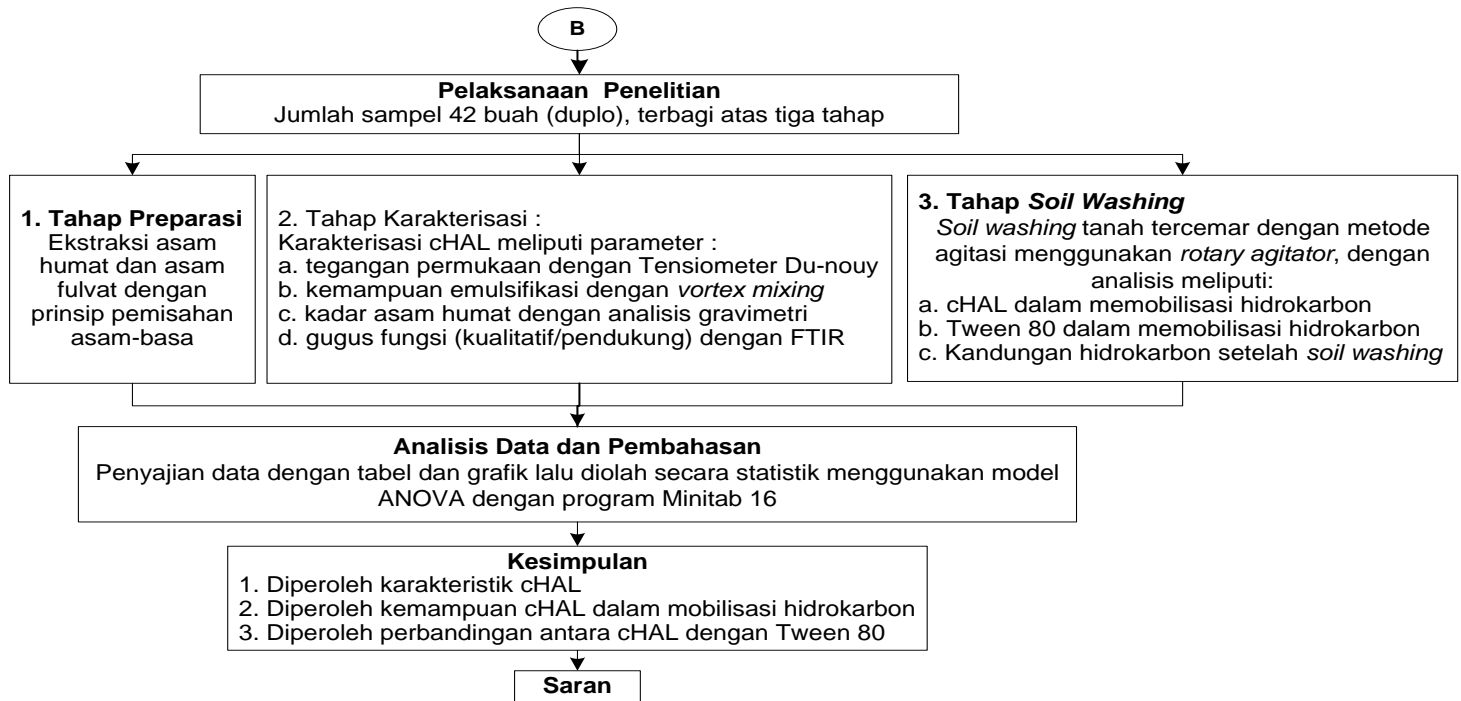 B
Pelaksanaan Penelitian
Jumlah sampel 42 buah (duplo), terbagi atas tiga tahap
1. Tahap Preparasi
Ekstraksi asam
humat dan asam
fulvat dengan
prinsip pemisahan
asam-basa
2. Tahap Karakterisasi :
Karakterisasi cHAL meliputi parameter :
a. tegangan permukaan dengan Tensiometer Du-nouy
b. kemampuan emulsifikasi dengan vortex mixing
c. kadar asam humat dengan analisis gravimetri
d. gugus fungsi (kualitatif/pendukung) dengan FTIR
3. Tahap Soil Washing
Soil washing tanah tercemar dengan metode
agitasi menggunakan rotary agitator, dengan
analisis meliputi:
a. cHAL dalam memobilisasi hidrokarbon
b. Tween 80 dalam memobilisasi hidrokarbon
c. Kandungan hidrokarbon setelah soil washing
Analisis Data dan Pembahasan
Penyajian data dengan tabel dan grafik lalu diolah secara statistik menggunakan model
ANOVA dengan program Minitab 16
Kesimpulan
1. Diperoleh karakteristik cHAL
2. Diperoleh kemampuan cHAL dalam mobilisasi hidrokarbon
3. Diperoleh perbandingan antara cHAL dengan Tween 80
Saran